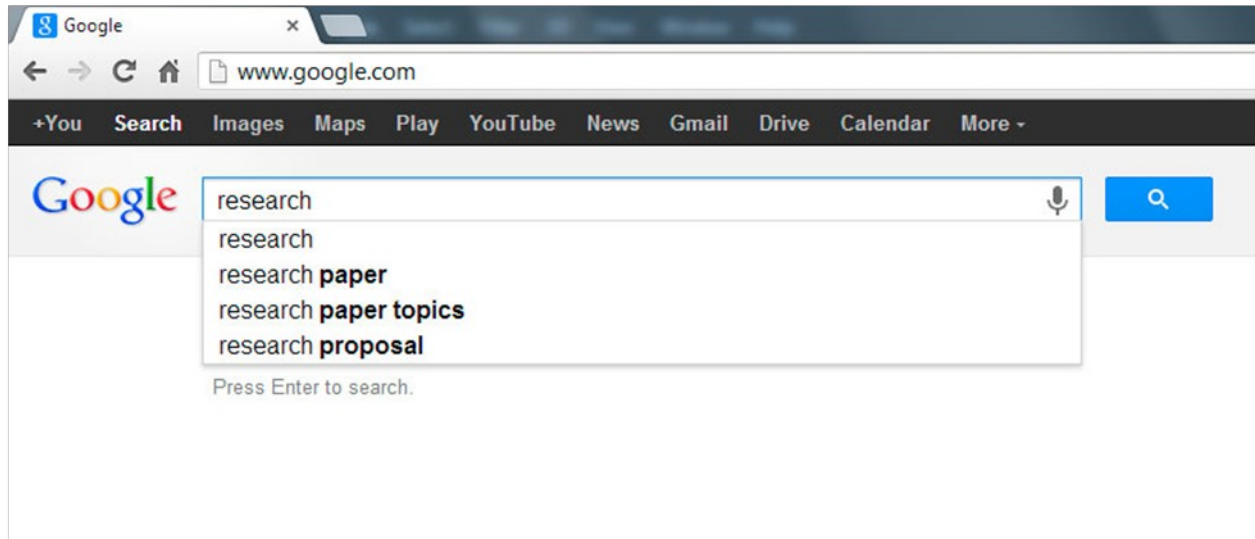 8 Google ×
www.google.com
+You Search Images Maps Play YouTube News Gmail Drive Calendar More
Google research
research
research paper
research paper topics
research proposal
Press Enter to search.